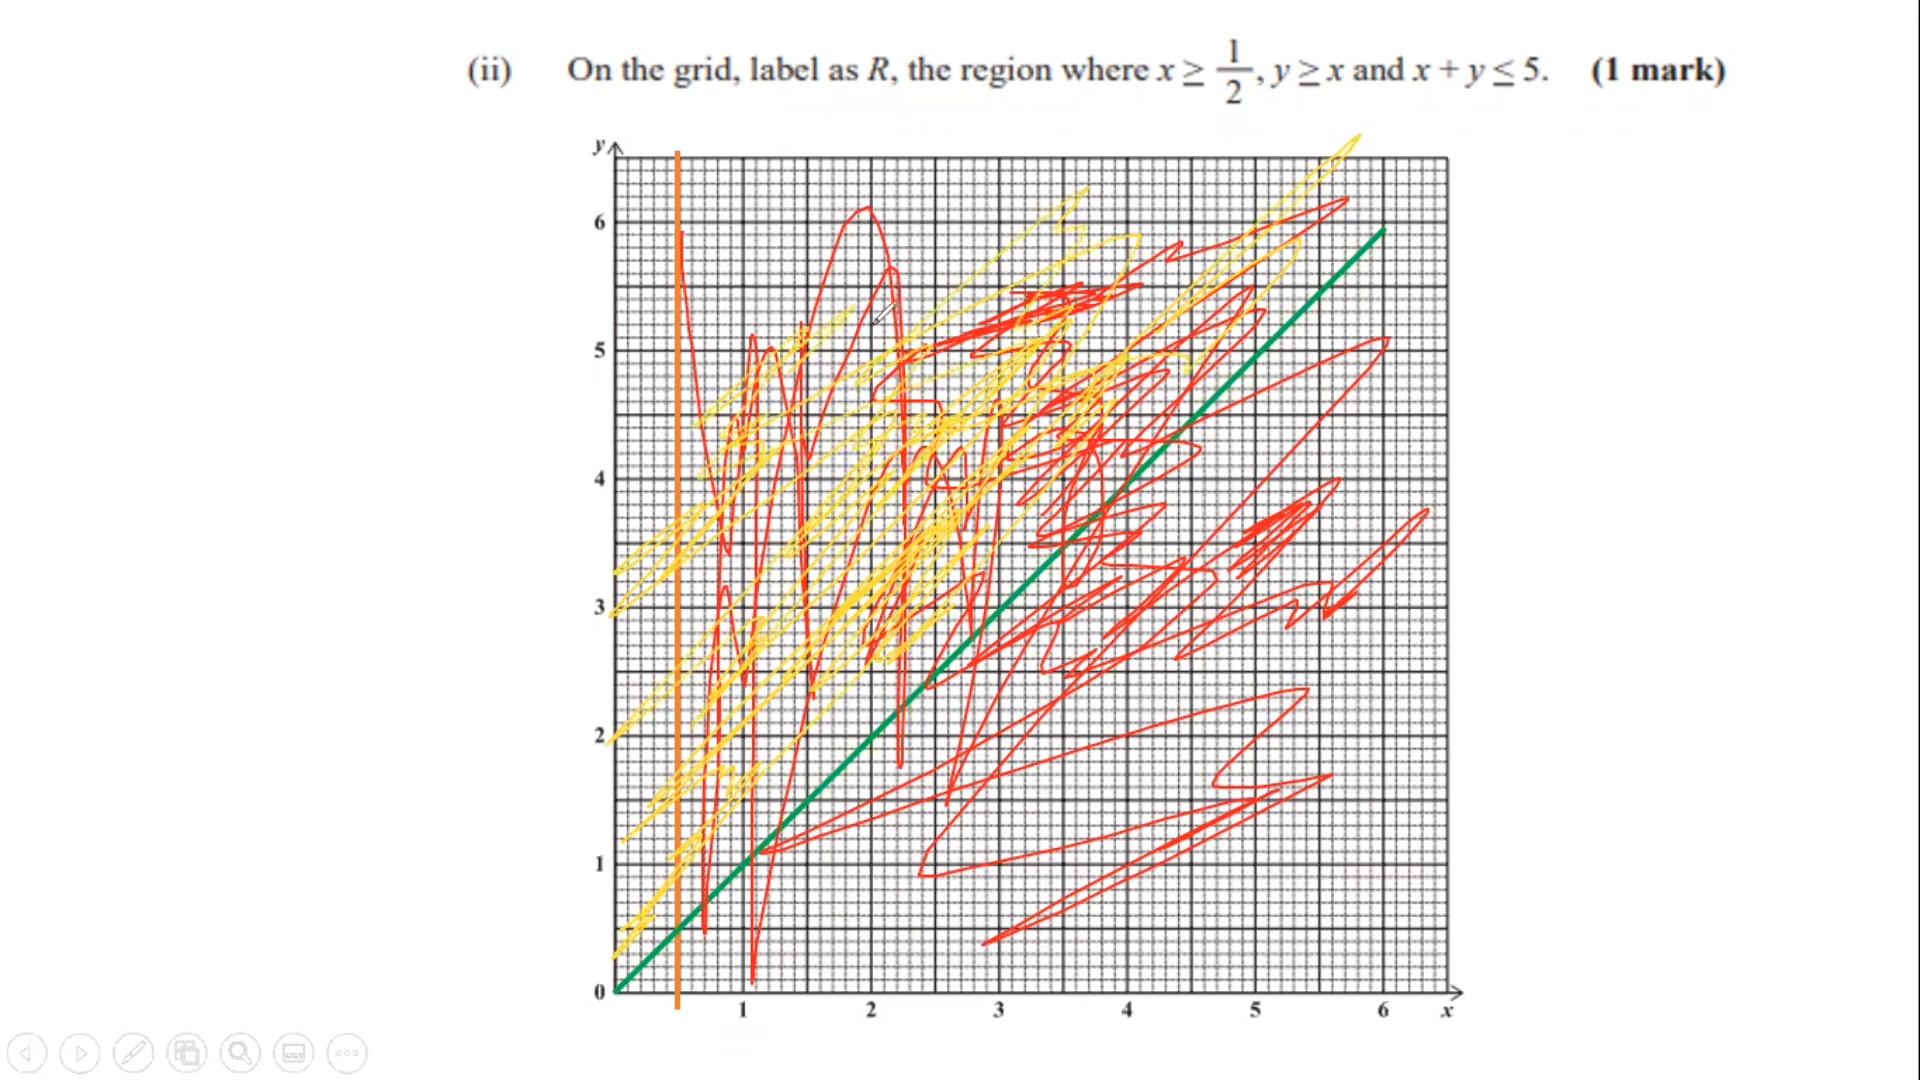 (ii) On the grid, label as R, the region where x ≥ 1/2, y ≥ x and x + y ≤ 5. (1 mark)
y
6
5
4
3
2
1
0
1 2 3 4 5 6 x